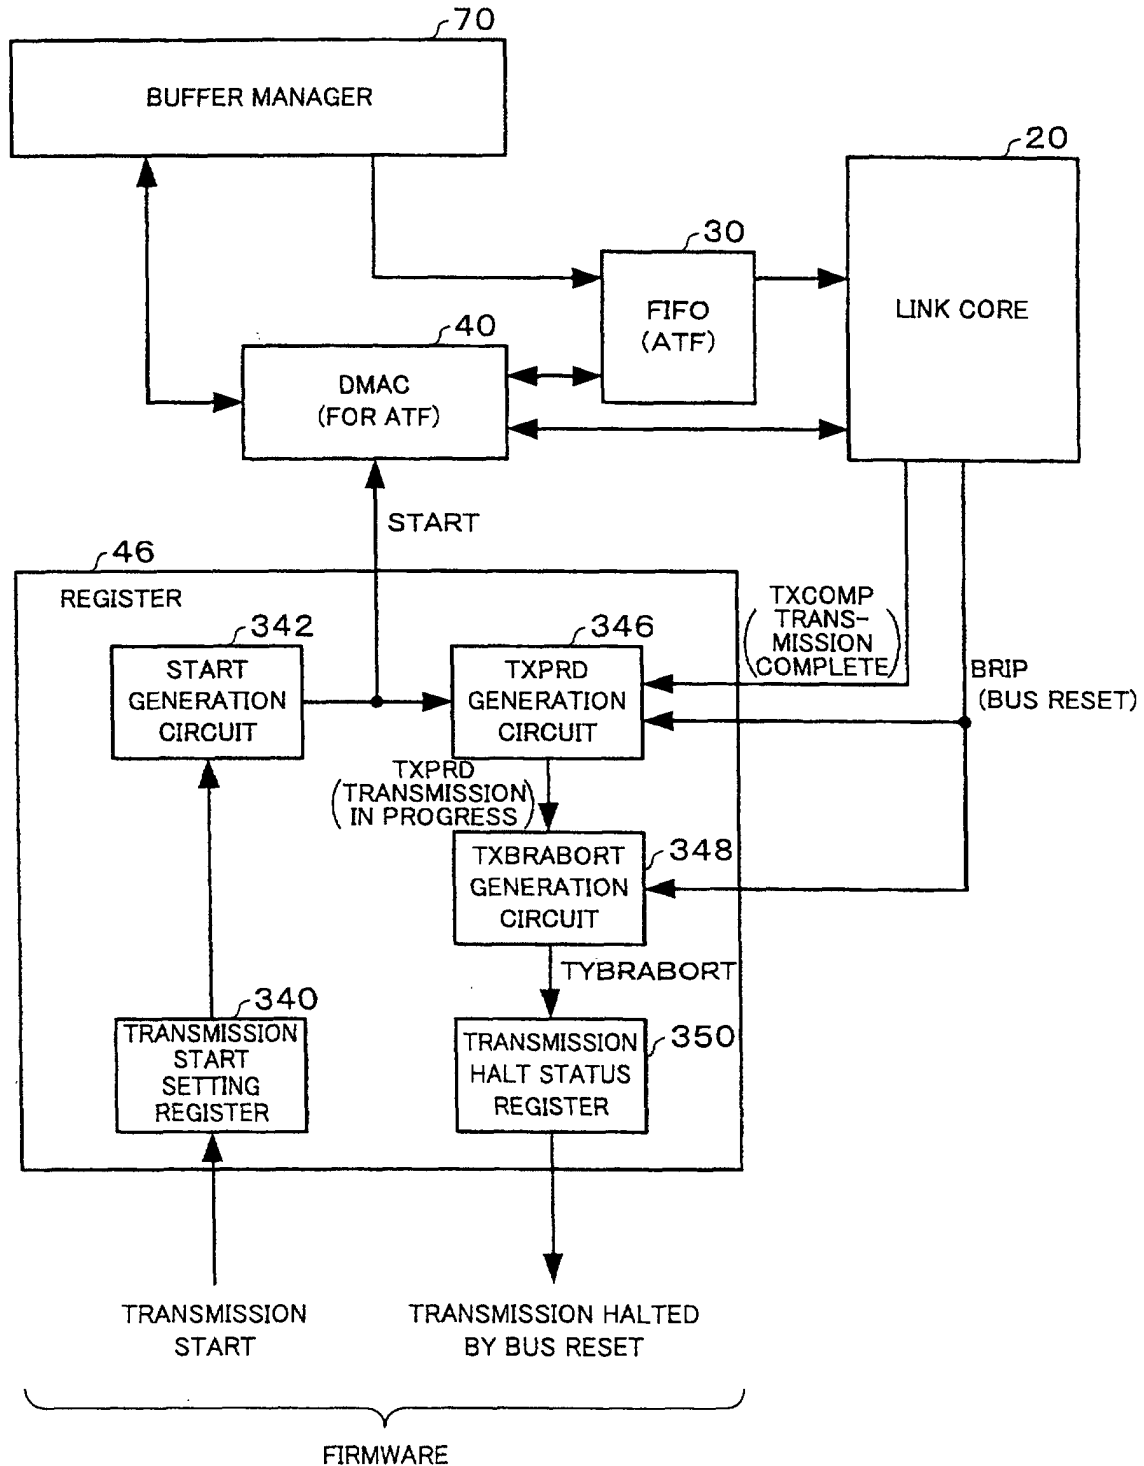 70
BUFFER MANAGER
20
LINK CORE
30
FIFO
(ATF)
40
DMAC
(FOR ATF)
START
46
REGISTER
342
START
GENERATION
CIRCUIT
346
TXPRD
GENERATION
CIRCUIT
(TXCOMP
TRANS-
MISSION
COMPLETE)
BRIP
(BUS RESET)
TXPRD
(TRANSMISSION
IN PROGRESS)
348
TXBRABORT
GENERATION
CIRCUIT
TYBRABORT
340
TRANSMISSION
START
SETTING
REGISTER
350
TRANSMISSION
HALT STATUS
REGISTER
TRANSMISSION
START
TRANSMISSION HALTED
BY BUS RESET
FIRMWARE